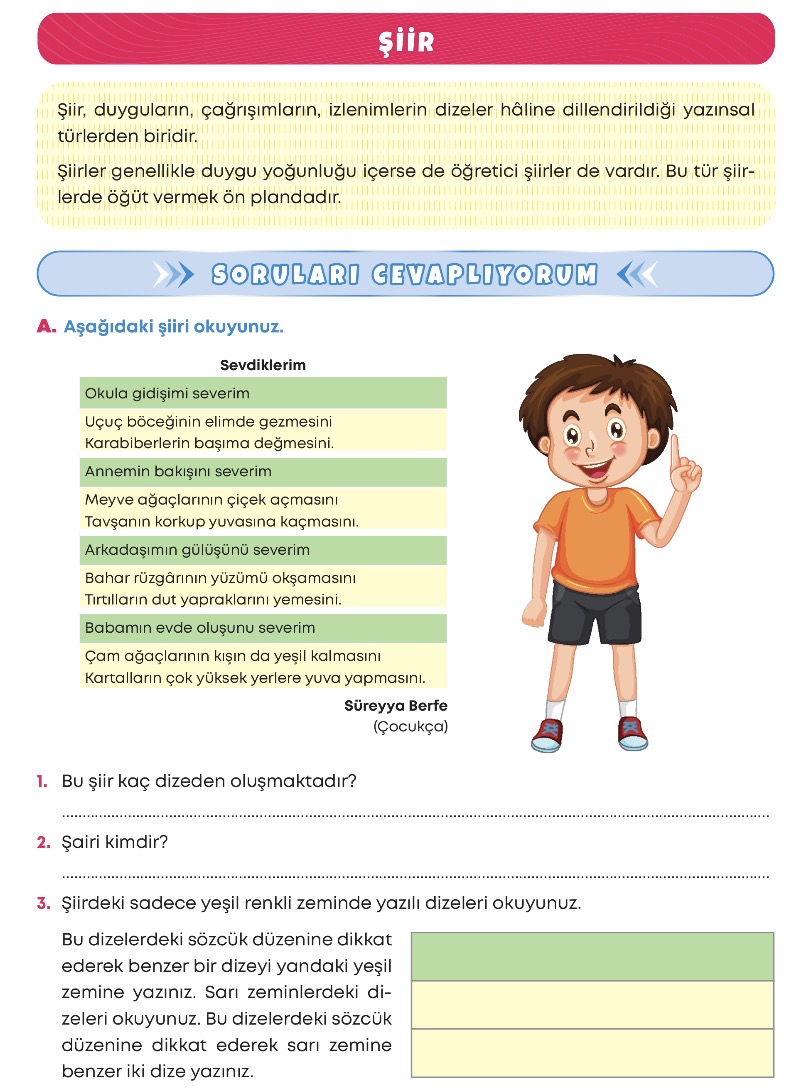 ŞİİR
Şiir, duyguların, çağrışımların, izlenimlerin dizeler hâline dillendirildiği yazınsal
türlerden biridir.
Şiirler genellikle duygu yoğunluğu içerse de öğretici şiirler de vardır. Bu tür şiir-
lerde öğüt vermek ön plandadır.
SORULARI CEVAPLIYORUM
A. Aşağıdaki şiiri okuyunuz.
Sevdiklerim
Okula gidişimi severim
Uçuç böceğinin elimde gezmesini
Karabiberlerin başıma değmesini.
Annemin bakışını severim
Meyve ağaçlarının çiçek açmasını
Tavşanın korkup yuvasına kaçmasını.
Arkadaşımın gülüşünü severim
Bahar rüzgârının yüzümü okşamasını
Tırtılların dut yapraklarını yemesini.
Babamın evde oluşunu severim
Çam ağaçlarının kışın da yeşil kalmasını
Kartalların çok yüksek yerlere yuva yapmasını.
Süreyya Berfe
(Çocukça)
1. Bu şiir kaç dizeden oluşmaktadır?
2. Şairi kimdir?
3. Şiirdeki sadece yeşil renkli zeminde yazılı dizeleri okuyunuz.
Bu dizelerdeki sözcük düzenine dikkat
ederek benzer bir dizeyi yandaki yeşil
zemine yazınız. Sarı zeminlerdeki di-
zeleri okuyunuz. Bu dizelerdeki sözcük
düzenine dikkat ederek sarı zemine
benzer iki dize yazınız.